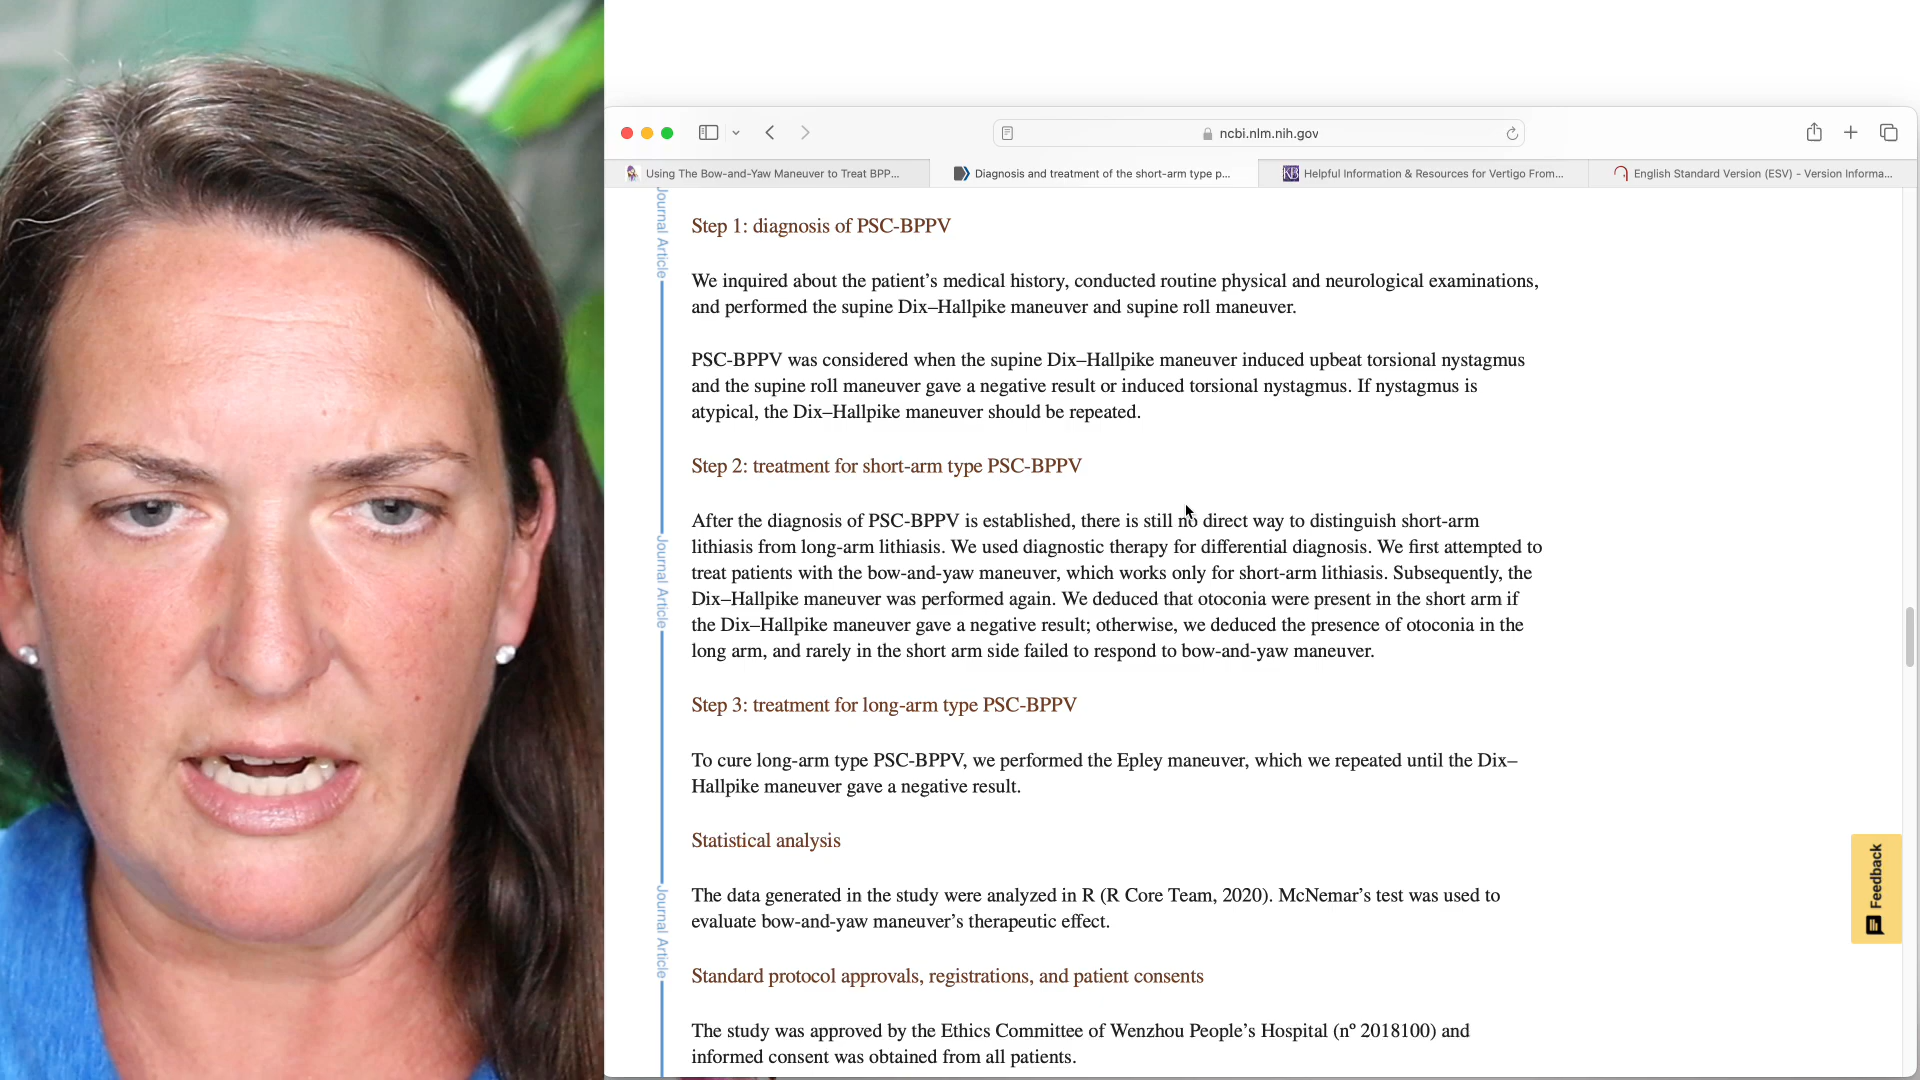 ncbi.nlm.nih.gov
Using The Bow-and-Yaw Maneuver to Treat BPP...
Diagnosis and treatment of the short-arm type p...
KB
Helpful Information & Resources for Vertigo From...
English Standard Version (ESV) - Version Informa...
Journal Article
Journal Article
Journal Article
Step 1: diagnosis of PSC-BPPV
We inquired about the patient’s medical history, conducted routine physical and neurological examinations,
and performed the supine Dix–Hallpike maneuver and supine roll maneuver.
PSC-BPPV was considered when the supine Dix–Hallpike maneuver induced upbeat torsional nystagmus
and the supine roll maneuver gave a negative result or induced torsional nystagmus. If nystagmus is
atypical, the Dix–Hallpike maneuver should be repeated.
Step 2: treatment for short-arm type PSC-BPPV
After the diagnosis of PSC-BPPV is established, there is still no direct way to distinguish short-arm
lithiasis from long-arm lithiasis. We used diagnostic therapy for differential diagnosis. We first attempted to
treat patients with the bow-and-yaw maneuver, which works only for short-arm lithiasis. Subsequently, the
Dix–Hallpike maneuver was performed again. We deduced that otoconia were present in the short arm if
the Dix–Hallpike maneuver gave a negative result; otherwise, we deduced the presence of otoconia in the
long arm, and rarely in the short arm side failed to respond to bow-and-yaw maneuver.
Step 3: treatment for long-arm type PSC-BPPV
To cure long-arm type PSC-BPPV, we performed the Epley maneuver, which we repeated until the Dix–
Hallpike maneuver gave a negative result.
Statistical analysis
The data generated in the study were analyzed in R (R Core Team, 2020). McNemar’s test was used to
evaluate bow-and-yaw maneuver’s therapeutic effect.
Standard protocol approvals, registrations, and patient consents
The study was approved by the Ethics Committee of Wenzhou People’s Hospital (nº 2018100) and
informed consent was obtained from all patients.
Feedback